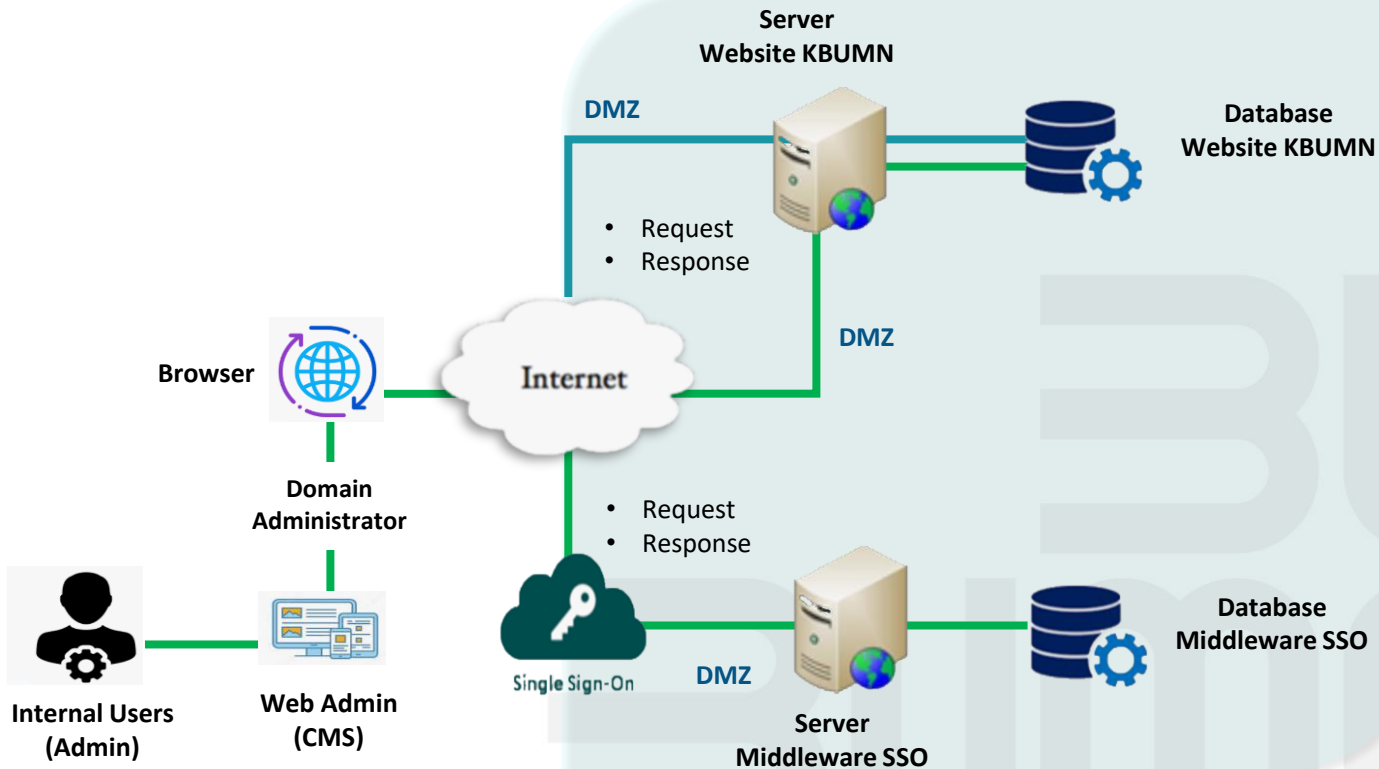 Server
Website KBUMN
DMZ
Database
Website KBUMN
• Request
• Response
DMZ
Browser
Internet
Domain
Administrator
• Request
• Response
Internal Users
(Admin)
Web Admin
(CMS)
Single Sign-On
DMZ
Server
Middleware SSO
Database
Middleware SSO